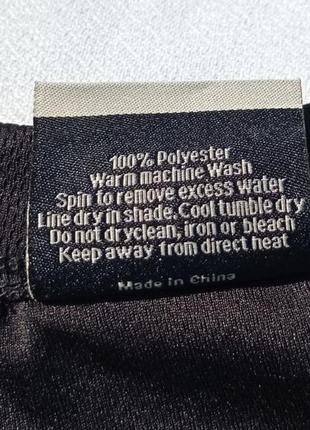 100% Polyester
Warm machine Wash
Spin to remove excess water
Line dry in shade. Cool tumble dry
Do not dryclean, iron or bleach
Keep away from direct heat
Made in China